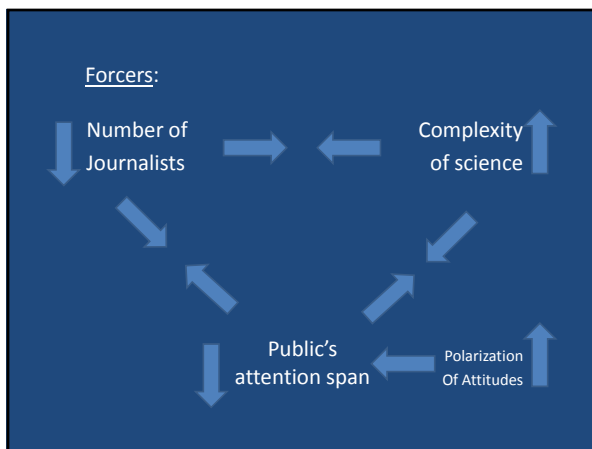 Forcers:
Number of
Journalists
Complexity
of science
Public’s
attention span
Polarization
Of Attitudes